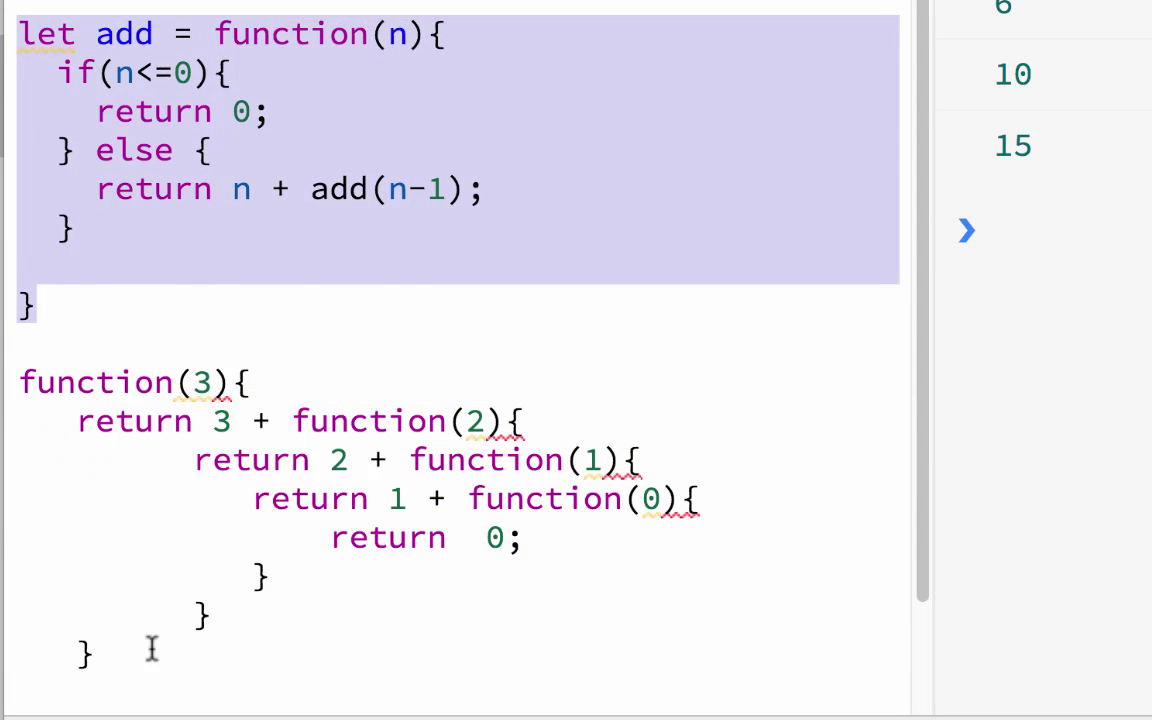 let add = function(n){
if(n<=0){
return 0;
} else {
return n + add(n-1);
}
}
function(3){
return 3 + function(2){
return 2 + function(1){
return 1 + function(0){
return  0;
}
}
}
6
10
15